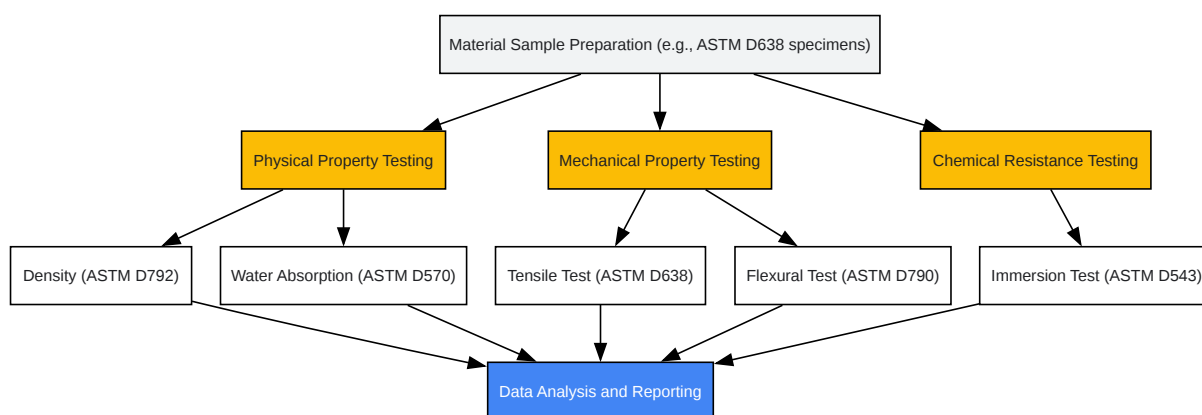 Material Sample Preparation (e.g., ASTM D638 specimens)
Physical Property Testing
Mechanical Property Testing
Chemical Resistance Testing
Density (ASTM D792)
Water Absorption (ASTM D570)
Tensile Test (ASTM D638)
Flexural Test (ASTM D790)
Immersion Test (ASTM D543)
Data Analysis and Reporting